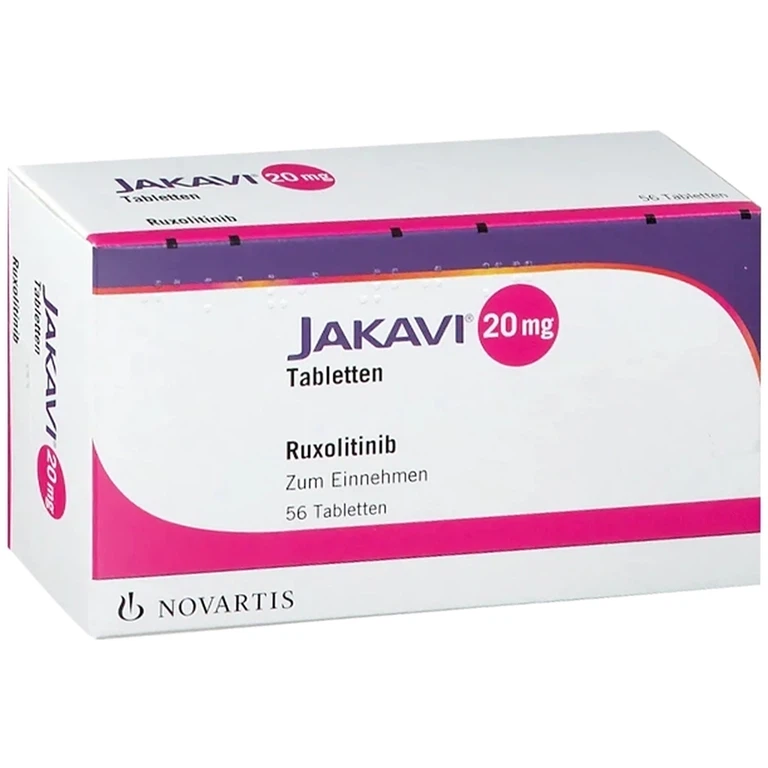 JAKAVI® 20 mg
Tabletten
Ruxolitinib
56 Tabletten
JAKAVI® 20 mg
Tabletten
Ruxolitinib
Zum Einnehmen
56 Tabletten
NOVARTIS
JAKAVI® 20 mg
Tabletten
Ruxolitinib